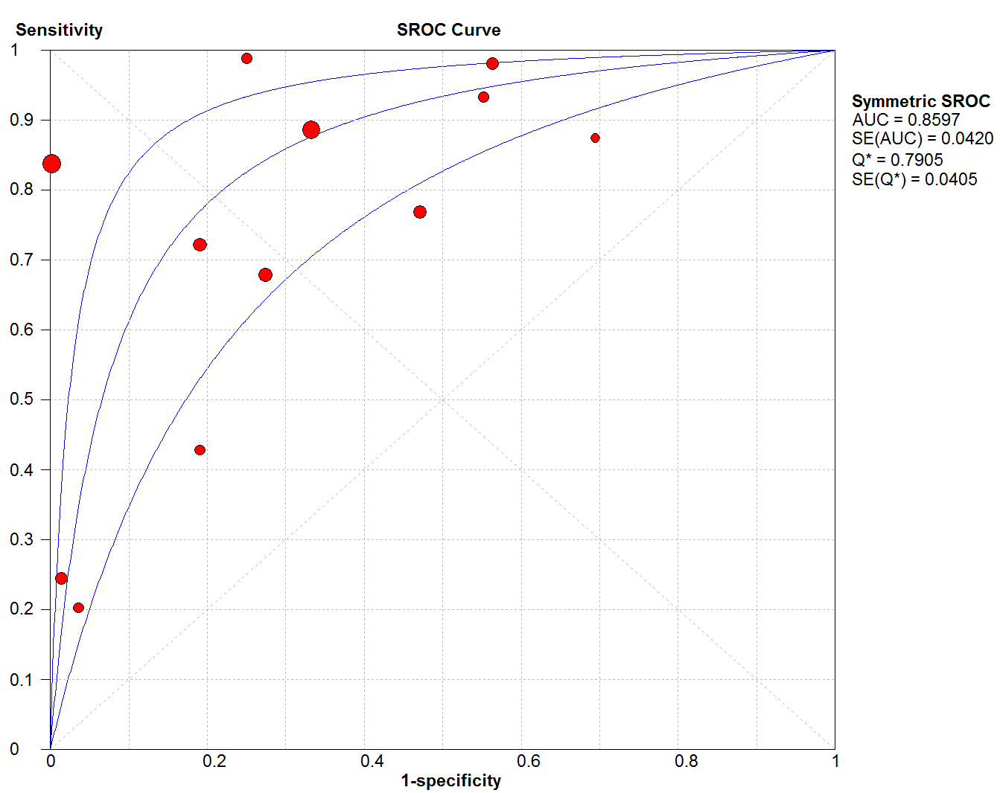 Sensitivity
SROC Curve
1
0.9
0.8
0.7
0.6
0.5
0.4
0.3
0.2
0.1
0
0 0.2 0.4 0.6 0.8 1
1-specificity
Symmetric SROC
AUC = 0.8597
SE(AUC) = 0.0420
Q* = 0.7905
SE(Q*) = 0.0405